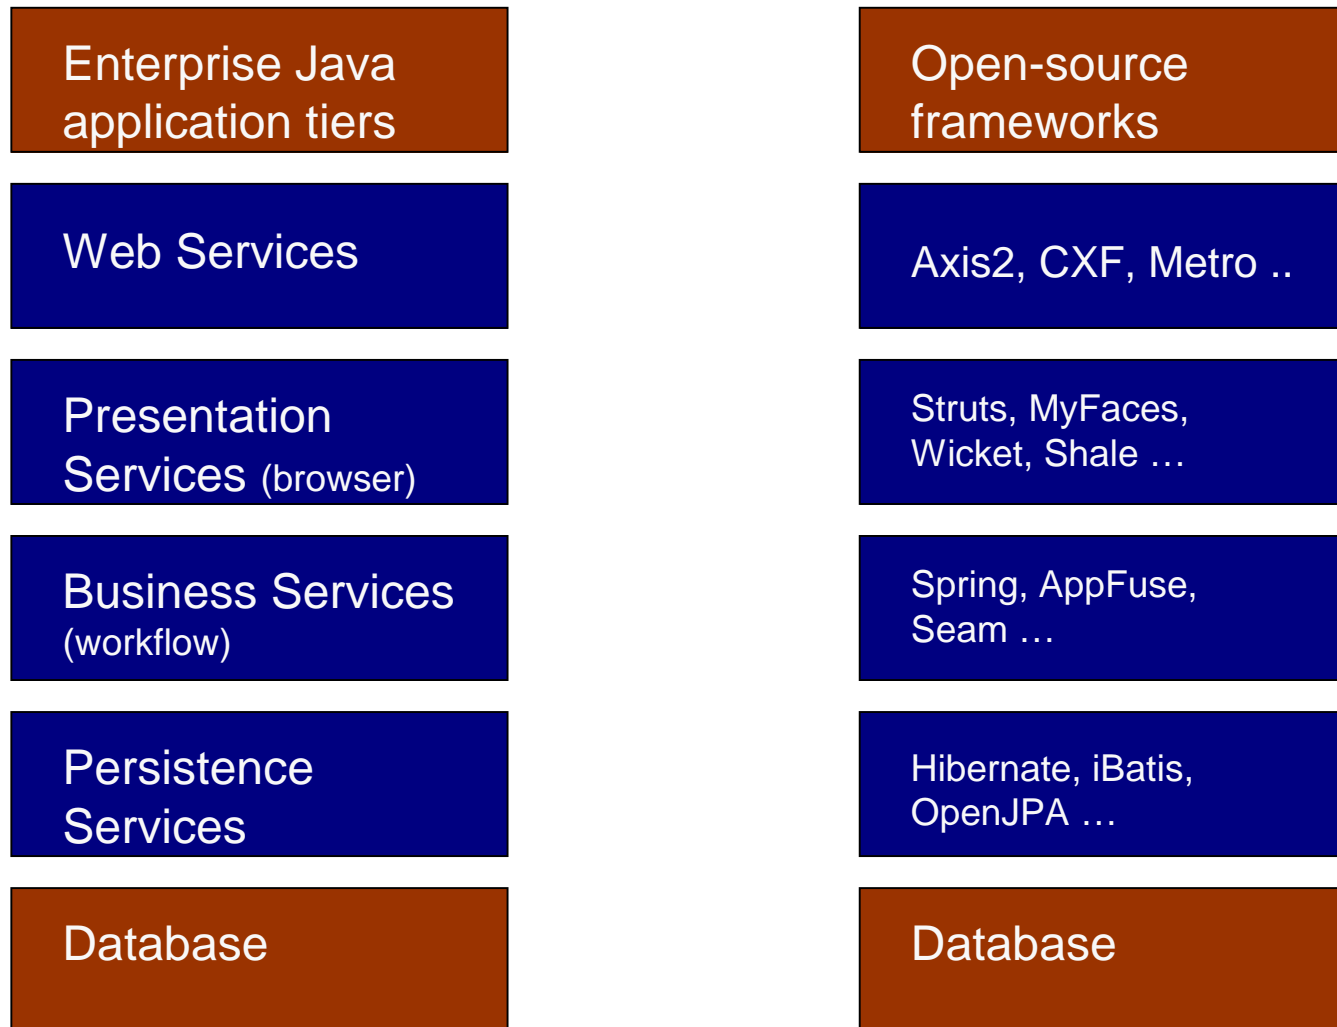 Enterprise Java
application tiers
Open-source
frameworks
Web Services
Axis2, CXF, Metro ..
Presentation
Services (browser)
Struts, MyFaces,
Wicket, Shale …
Business Services
(workflow)
Spring, AppFuse,
Seam …
Persistence
Services
Hibernate, iBatis,
OpenJPA …
Database
Database